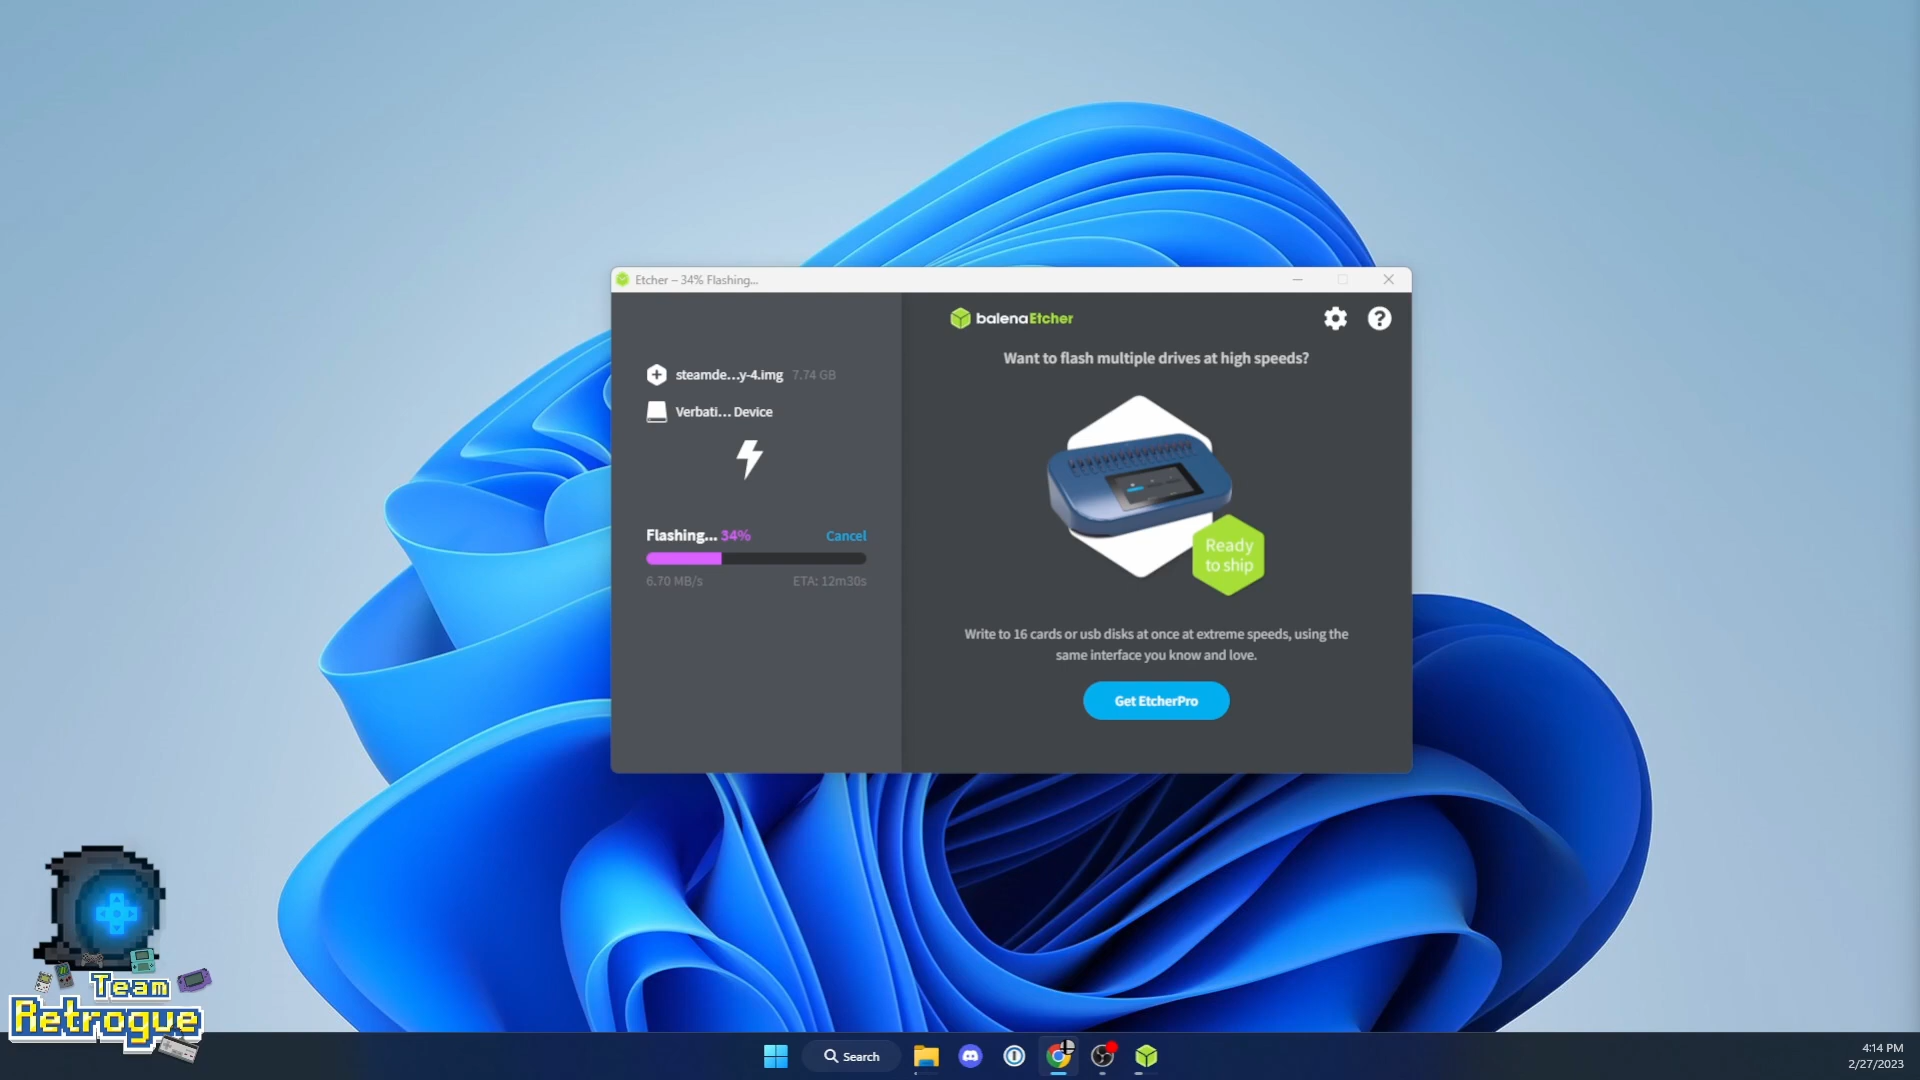 Etcher – 34% Flashing...
balenaEtcher
steamde...y-4.img 7.74 GB
Verbati... Device
Flashing... 34% Cancel
6.70 MB/s ETA: 12m30s
Want to flash multiple drives at high speeds?
Ready
to ship
Write to 16 cards or usb disks at once at extreme speeds, using the
same interface you know and love.
Get EtcherPro
Team
Retrogue
Search
4:14 PM
2/27/2023